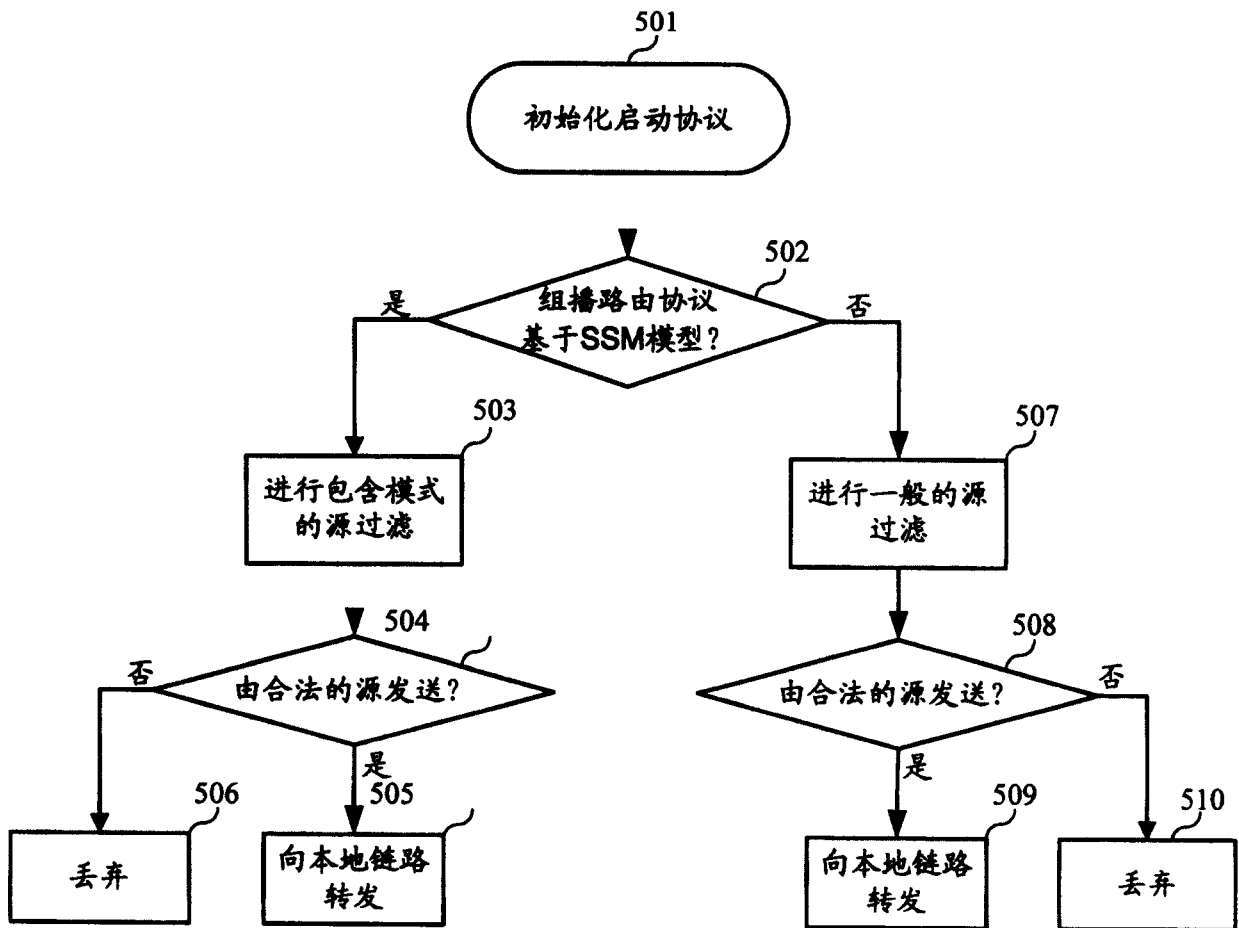 501
初始化启动协议
502
是
组播路由协议
基于SSM模型？
否
503
507
进行包含模式
的源过滤
进行一般的源
过滤
504
508
否
由合法的源发送？
由合法的源发送？
否
是
是
506
505
509
510
丢弃
向本地链路
转发
向本地链路
转发
丢弃